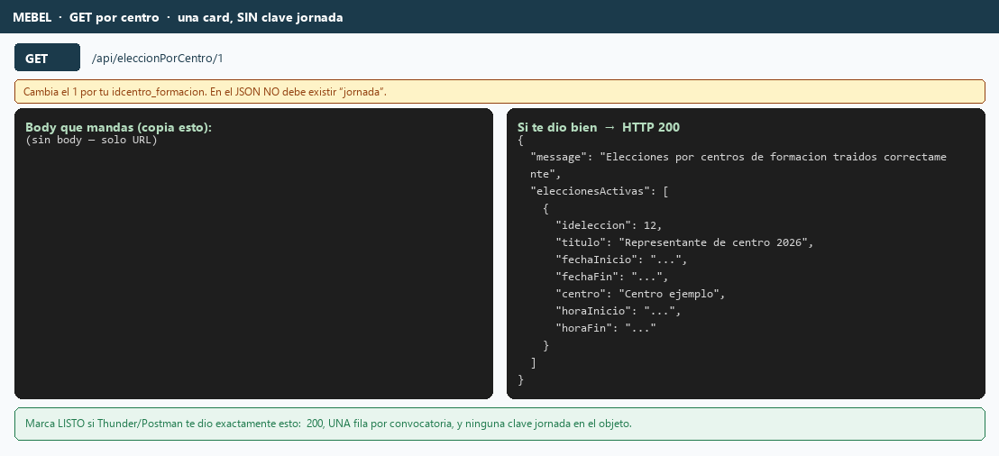 MEBEL · GET por centro · una card, SIN clave jornada
GET /api/eleccionPorCentro/1
Cambia el 1 por tu idcentro_formacion. En el JSON NO debe existir "jornada".
Body que mandas (copia esto):
(sin body — solo URL)
Si te dio bien → HTTP 200
{
  "message": "Elecciones por centros de formacion traidos correctame
  nte",
  "eleccionesActivas": [
    {
      "ideleccion": 12,
      "titulo": "Representante de centro 2026",
      "fechaInicio": "...",
      "fechaFin": "...",
      "centro": "Centro ejemplo",
      "horaInicio": "...",
      "horaFin": "..."
    }
  ]
}
Marca LISTO si Thunder/Postman te dio exactamente esto: 200, UNA fila por convocatoria, y ninguna clave jornada en el objeto.